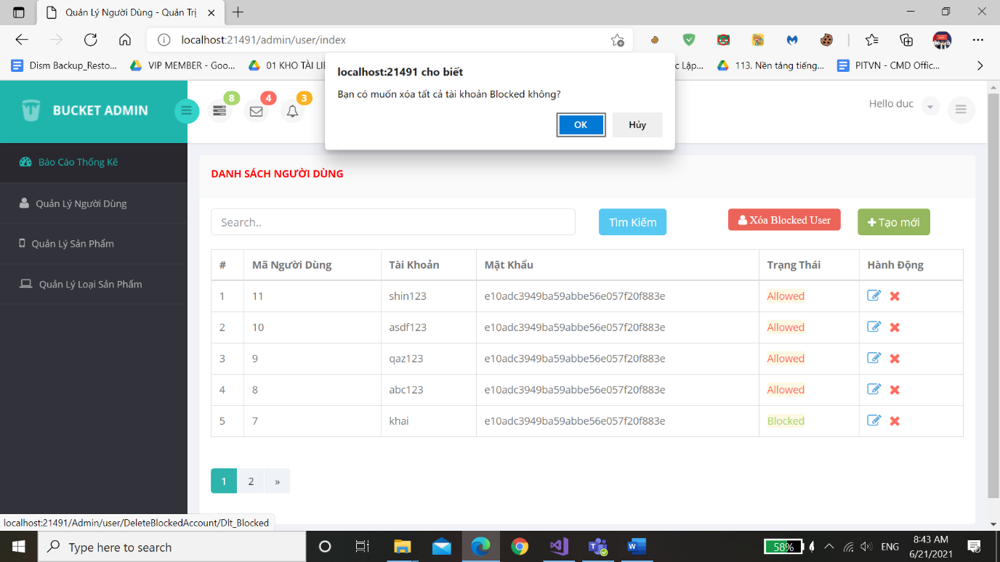 Quản Lý Người Dùng - Quản Trị
localhost:21491/admin/user/index
Dism Backup_Resto...
VIP MEMBER - Goo...
01 KHO TÀI LI
c Lập...
113. Nền tảng tiếng...
PITVN - CMD Offic...
localhost:21491 cho biết
Bạn có muốn xóa tất cả tài khoản Blocked không?
OK
Hủy
BUCKET ADMIN
8
4
3
Hello duc
Báo Cáo Thống Kê
Quản Lý Người Dùng
Quản Lý Sản Phẩm
Quản Lý Loại Sản Phẩm
DANH SÁCH NGƯỜI DÙNG
Search..
Tìm Kiếm
Xóa Blocked User
Tạo mới
# Mã Người Dùng Tài Khoản Mật Khẩu Trạng Thái Hành Động
1 11 shin123 e10adc3949ba59abbe56e057f20f883e Allowed
2 10 asdf123 e10adc3949ba59abbe56e057f20f883e Allowed
3 9 qaz123 e10adc3949ba59abbe56e057f20f883e Allowed
4 8 abc123 e10adc3949ba59abbe56e057f20f883e Allowed
5 7 khai e10adc3949ba59abbe56e057f20f883e Blocked
1 2 »
localhost:21491/Admin/user/DeleteBlockedAccount/Dlt_Blocked
Type here to search
58%
ENG
8:43 AM
6/21/2021